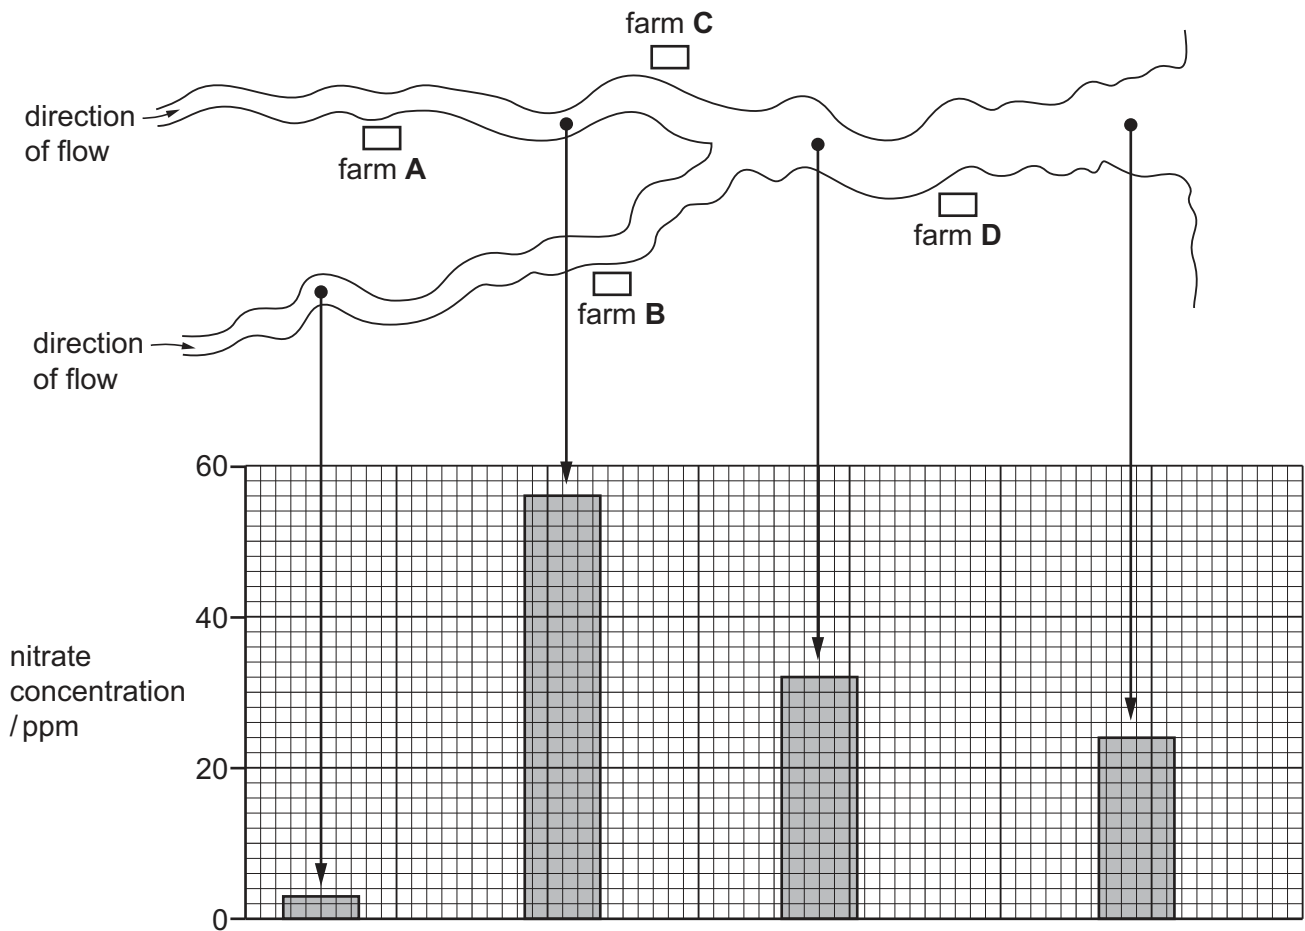 farm C
direction
of flow
farm A
farm D
farm B
direction
of flow
60
40
nitrate
concentration
/ ppm
20
0